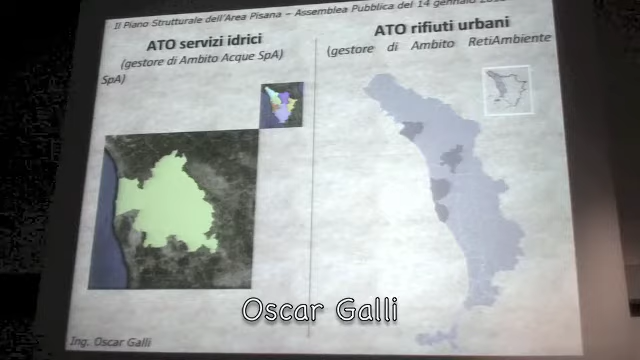 Il Piano Strutturale dell'Area Pisana – Assemblea Pubblica del 14 gennaio
ATO servizi idrici
(gestore di Ambito Acque SpA)
SpA)
ATO rifiuti urbani
(gestore di Ambito RetiAmbiente
Oscar Galli
Ing. Oscar Galli